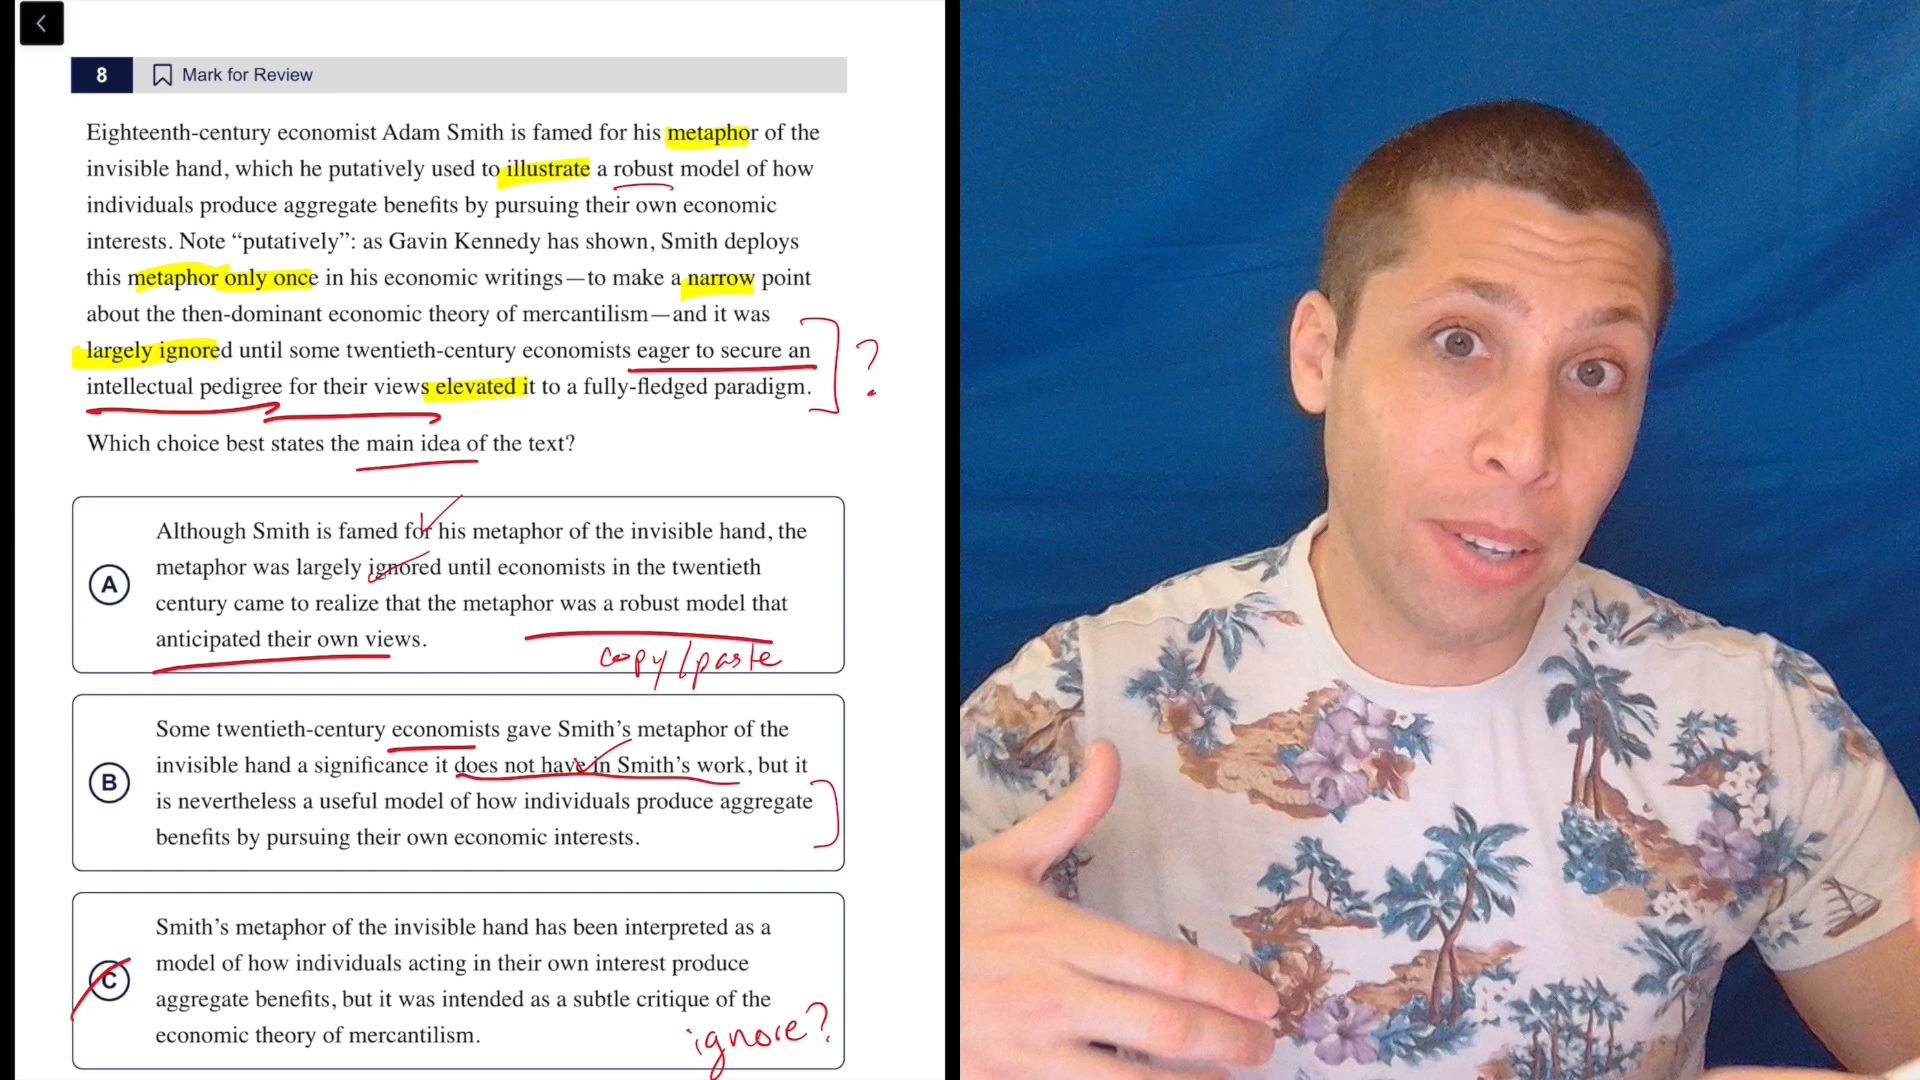 8 Mark for Review
Eighteenth-century economist Adam Smith is famed for his metaphor of the
invisible hand, which he putatively used to illustrate a robust model of how
individuals produce aggregate benefits by pursuing their own economic
interests. Note “putatively”: as Gavin Kennedy has shown, Smith deploys
this metaphor only once in his economic writings—to make a narrow point
about the then-dominant economic theory of mercantilism—and it was
largely ignored until some twentieth-century economists eager to secure an
intellectual pedigree for their views elevated it to a fully-fledged paradigm.
?
Which choice best states the main idea of the text?
A
Although Smith is famed for his metaphor of the invisible hand, the
metaphor was largely ignored until economists in the twentieth
century came to realize that the metaphor was a robust model that
anticipated their own views.
copy/paste
B
Some twentieth-century economists gave Smith’s metaphor of the
invisible hand a significance it does not have in Smith’s work, but it
is nevertheless a useful model of how individuals produce aggregate
benefits by pursuing their own economic interests.
C
Smith’s metaphor of the invisible hand has been interpreted as a
model of how individuals acting in their own interest produce
aggregate benefits, but it was intended as a subtle critique of the
economic theory of mercantilism.
ignore?